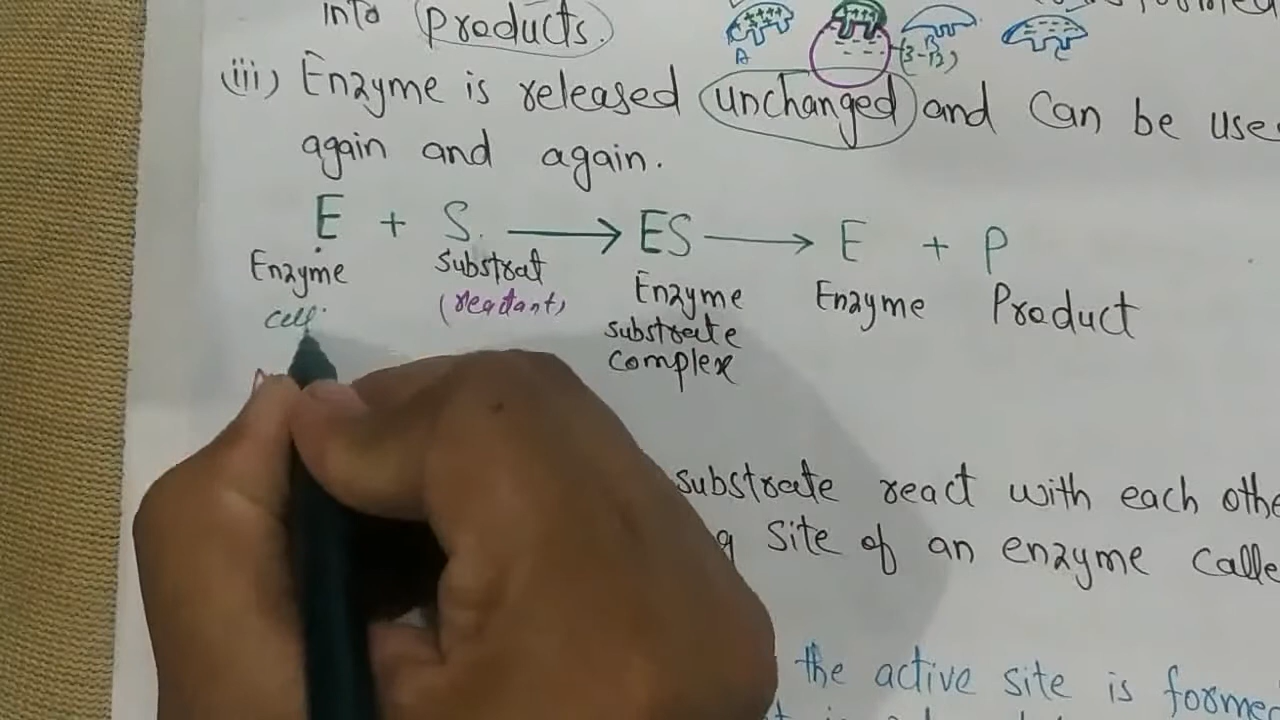 into products.
A
B
(3-D)
C
(iii) Enzyme is released unchanged and can be use
again and again.
E + S. → ES → E + P
Enzyme Substrat Enzyme substrate complex Enzyme Product
cell (reactant)
substrate react with each othe
g site of an enzyme calle
the active site is formed